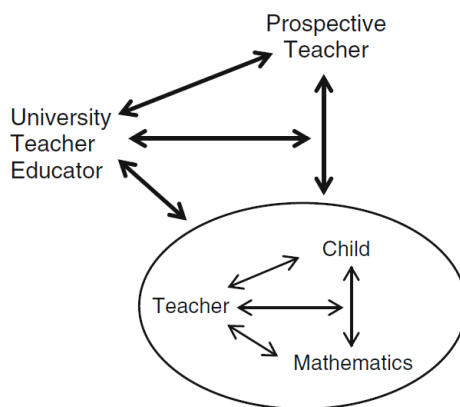 Prospective
Teacher
University
Teacher
Educator
Child
Teacher
Mathematics